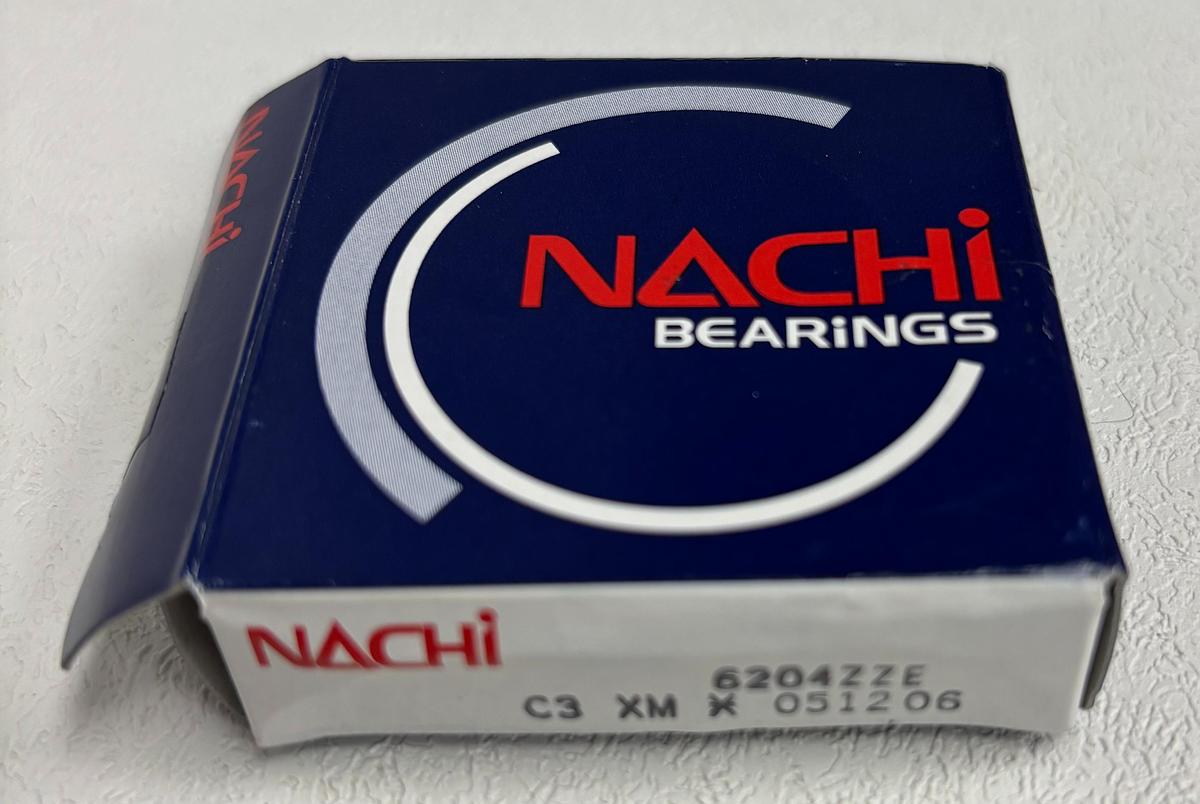 NACHi
NACHi
BEARiNGS
NACHi
6204ZZE
C3 XM X 051206